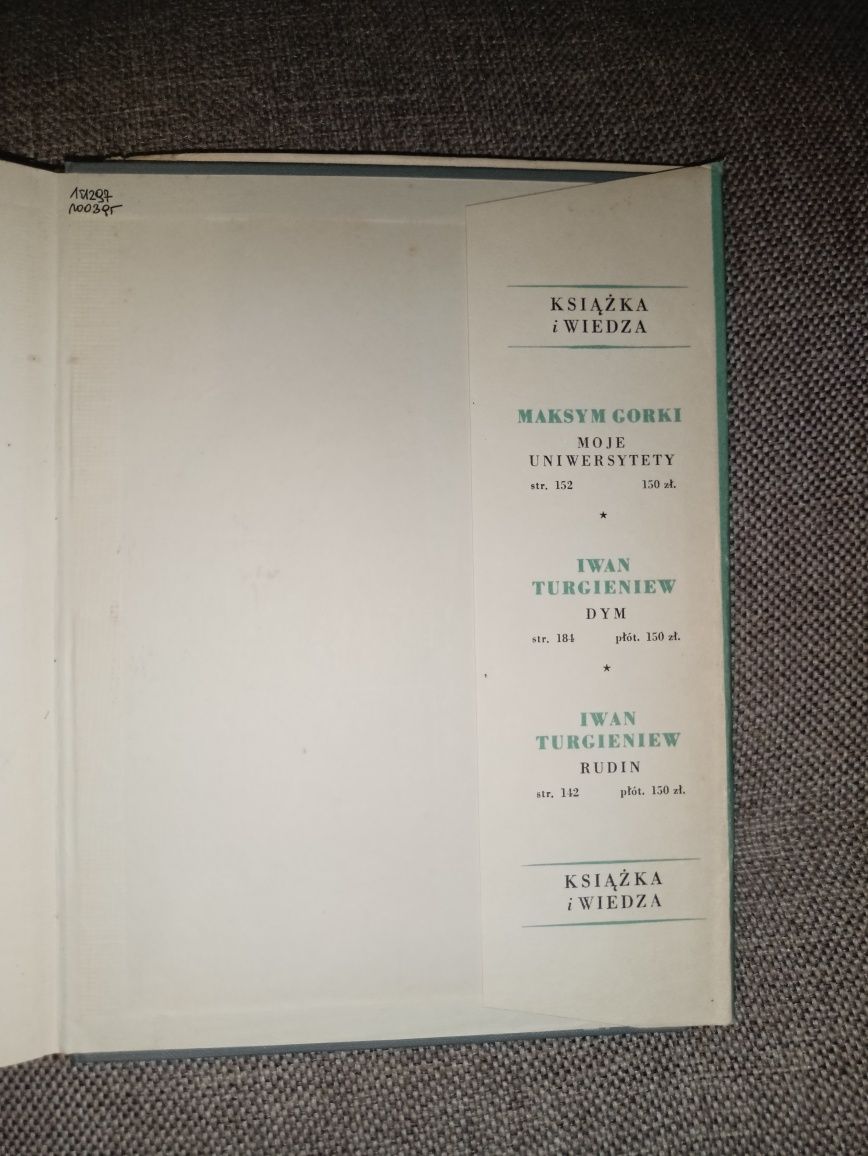 KSIĄŻKA
i WIEDZA
MAKSYM GORKI
MOJE
UNIWERSYTETY
str. 152 150 zł.
★
IWAN
TURGIENIEW
DYM
str. 184 płót. 150 zł.
★
IWAN
TURGIENIEW
RUDIN
str. 142 płót. 150 zł.
KSIĄŻKA
i WIEDZA